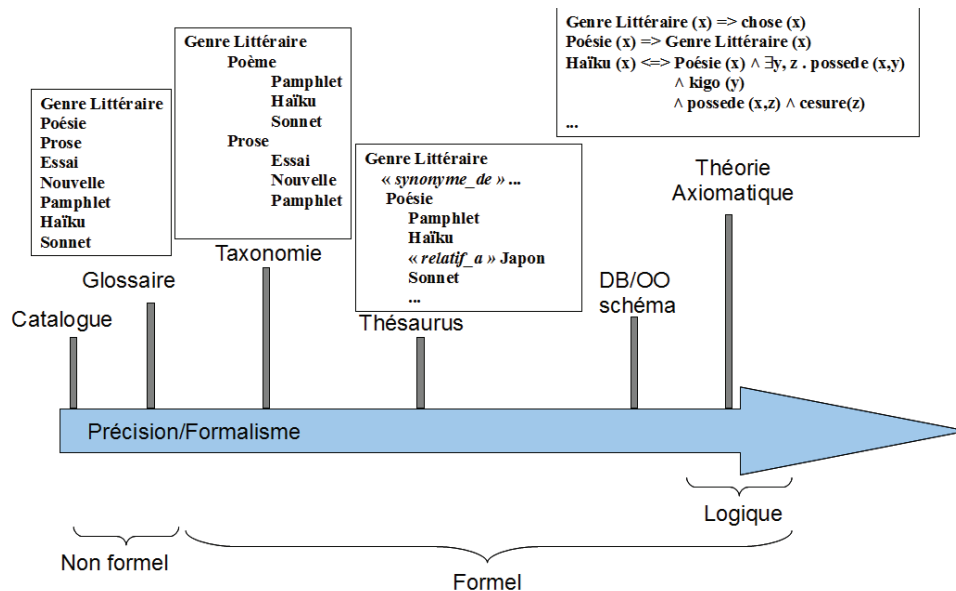 Genre Littéraire
Poésie
Prose
Essai
Nouvelle
Pamphlet
Haïku
Sonnet
Genre Littéraire
Poème
Pamphlet
Haïku
Sonnet
Prose
Essai
Nouvelle
Pamphlet
Genre Littéraire
« synonyme_de » ...
Poésie
Pamphlet
Haïku
« relatif_a » Japon
Sonnet
...
Genre Littéraire (x) => chose (x)
Poésie (x) => Genre Littéraire (x)
Haïku (x) <=> Poésie (x) ^ ∃y, z . possede (x,y)
^ kigo (y)
^ possede (x,z) ^ cesure(z)
...
Catalogue
Glossaire
Taxonomie
Thésaurus
DB/OO
schéma
Théorie
Axiomatique
Précision/Formalisme
Logique
Non formel
Formel